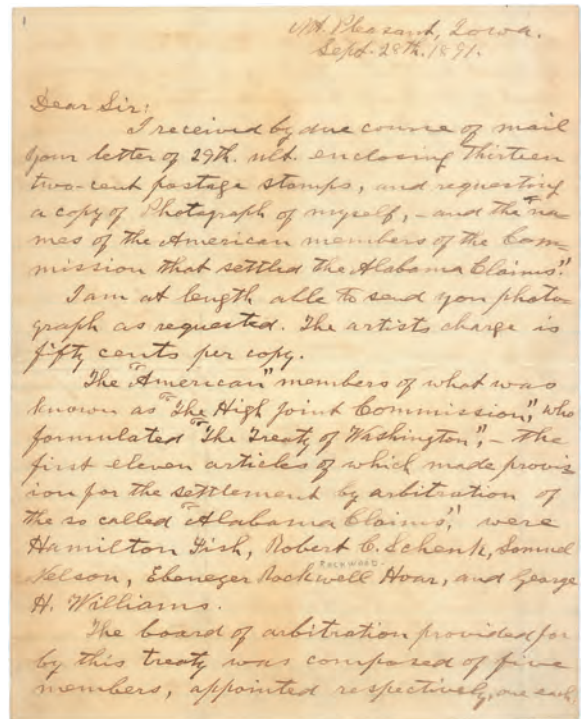 1
Mt. Pleasant, Iowa.
Sept. 28th. 1891.
Dear Sir:
I received by due course of mail
your letter of 29th. ult. enclosing Thirteen
two-cent postage stamps, and requesting
a copy of Photograph of myself, - and the "na-
mes of the American members of the Com-
mission that settled the Alabama Claims."
I am at length able to send you photo-
graph as requested. The artists charge is
fifty cents per copy.
The "American" members of what was
known as "The High Joint Commission", who
formulated "The Treaty of Washington", - the
first eleven articles of which made provis-
ion for the settlement by arbitration of
the so called "Alabama Claims", were
Hamilton Fish, Robert C. Schenk, Samuel
ROCKWOOD
Nelson, Ebenezer Rockwell Hoar, and George
H. Williams.
The board of arbitration provided for
by this treaty was composed of five
members, appointed respectively, one each